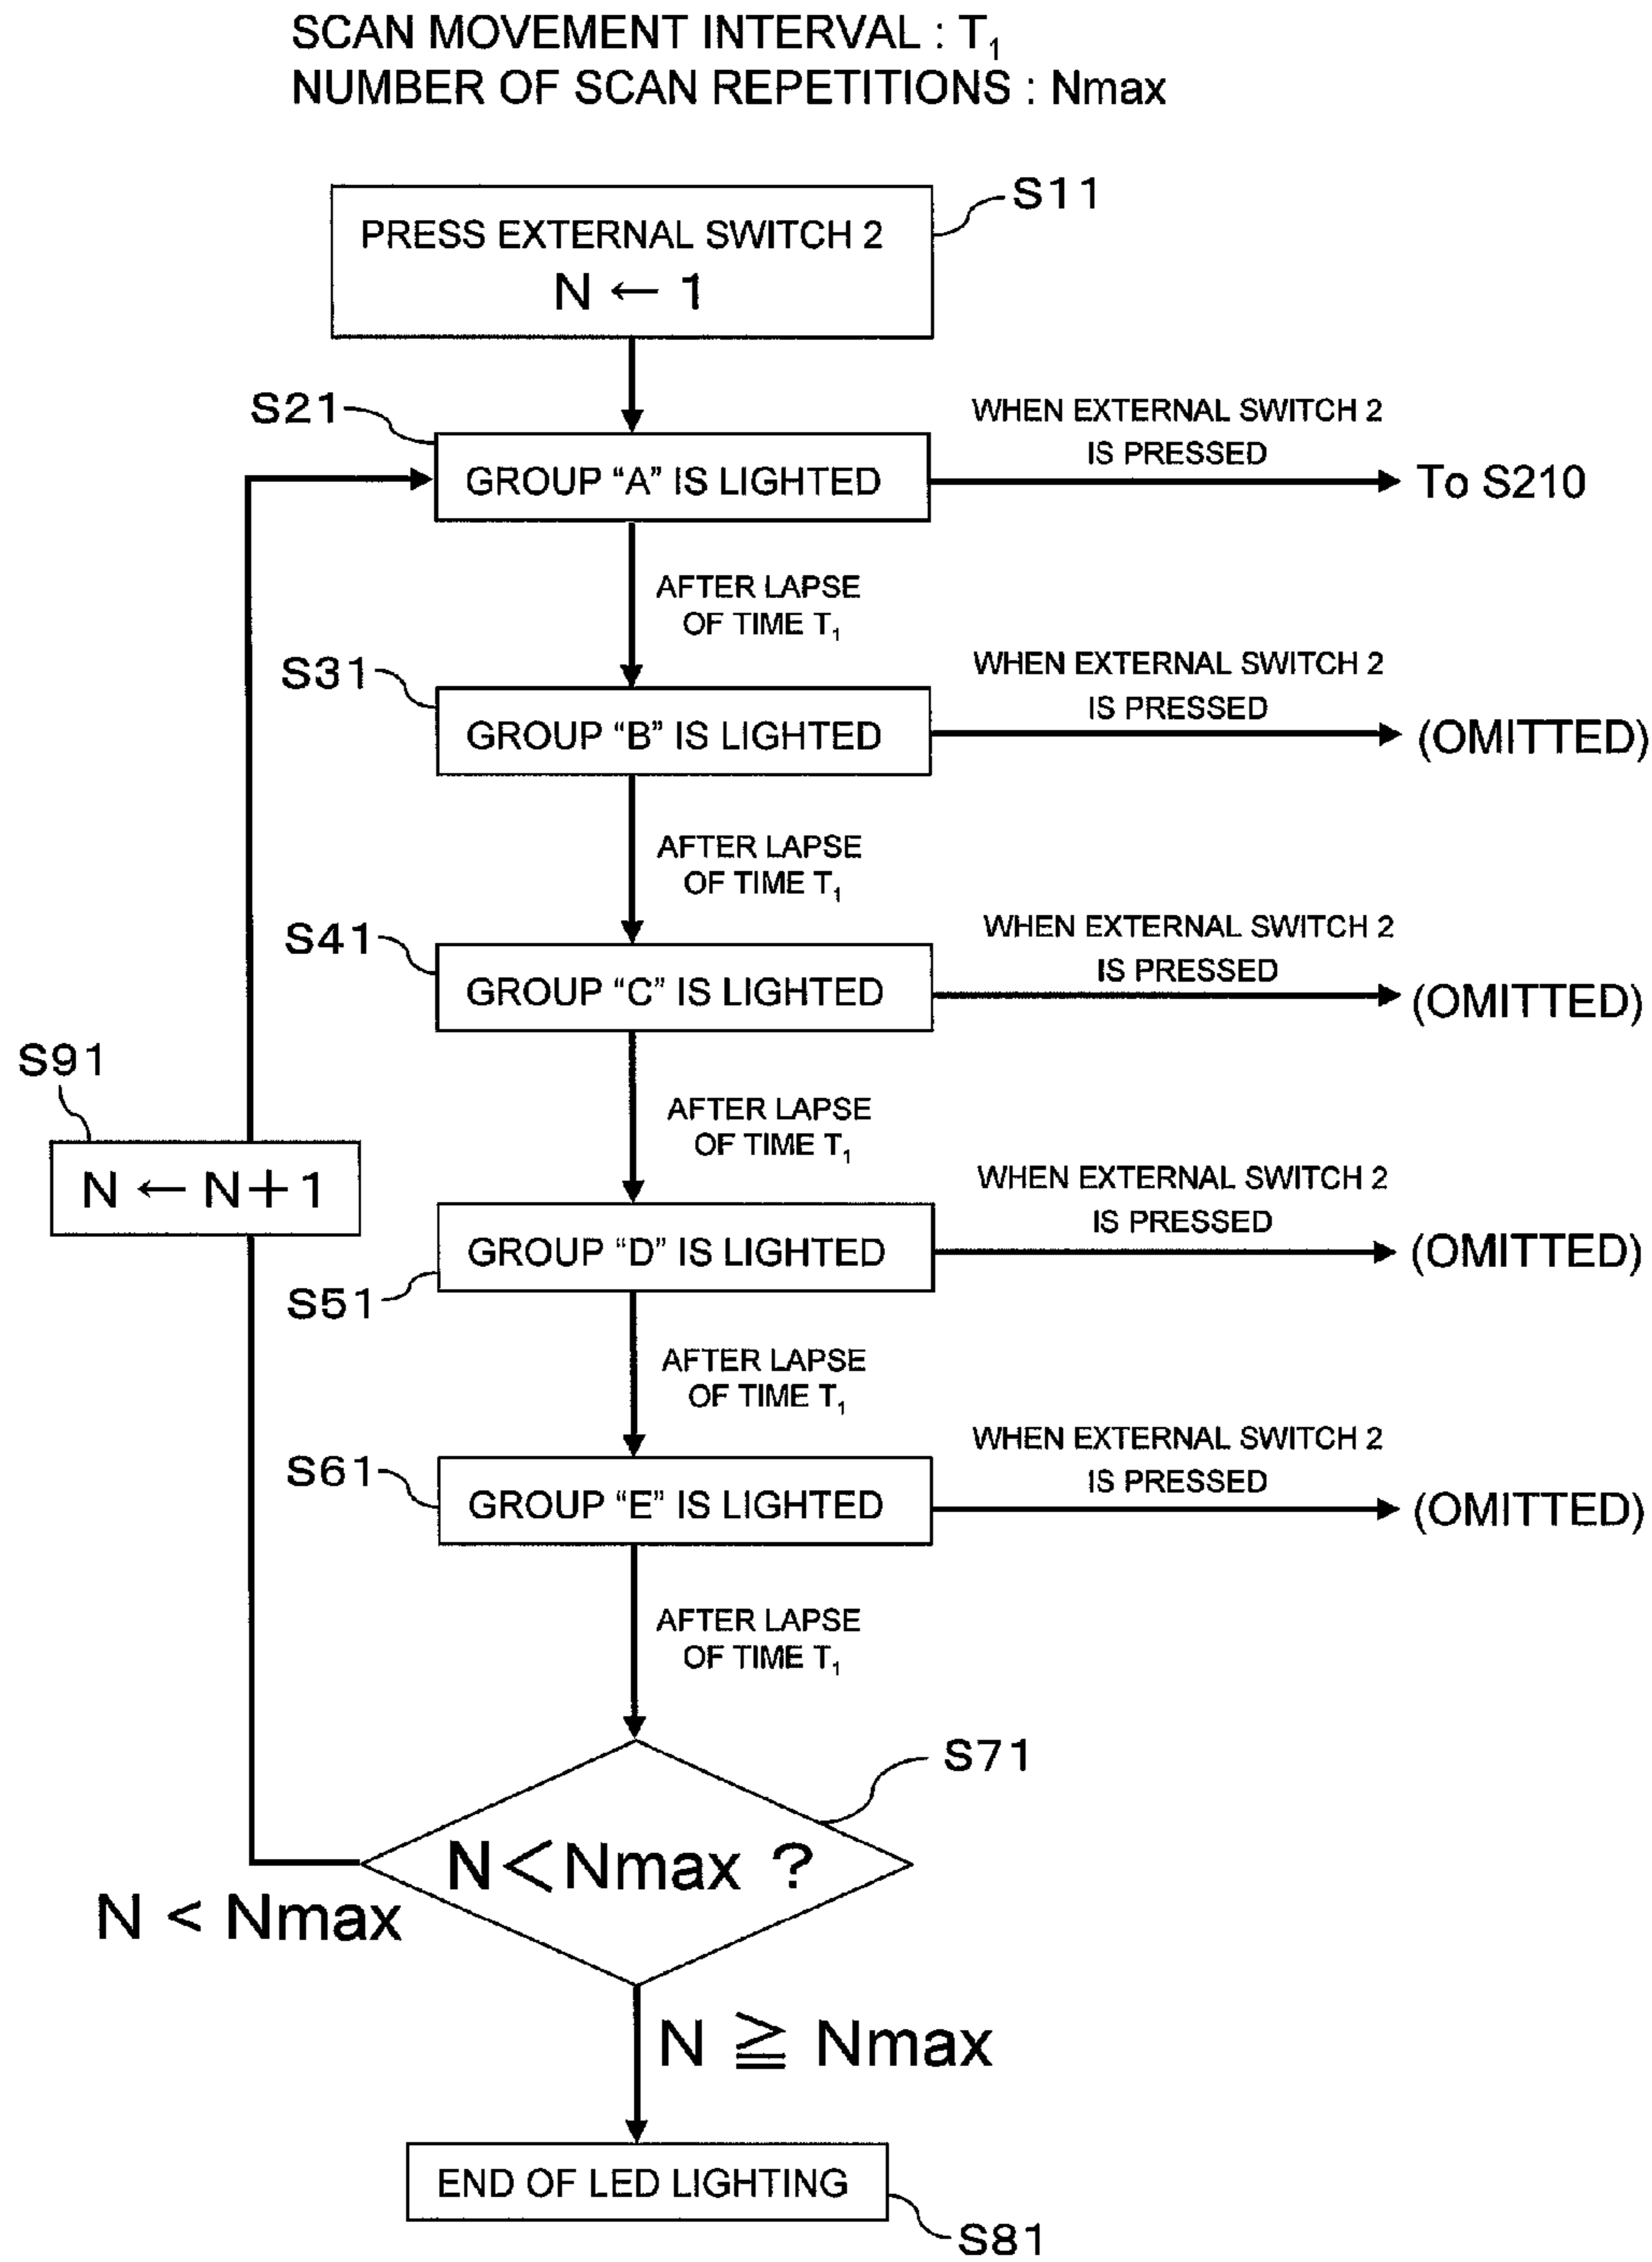 SCAN MOVEMENT INTERVAL : T₁
NUMBER OF SCAN REPETITIONS : Nmax
S11
PRESS EXTERNAL SWITCH 2
N ← 1
S21
WHEN EXTERNAL SWITCH 2
IS PRESSED
GROUP “A” IS LIGHTED
To S210
AFTER LAPSE
OF TIME T₁
S31
WHEN EXTERNAL SWITCH 2
IS PRESSED
GROUP “B” IS LIGHTED
(OMITTED)
AFTER LAPSE
OF TIME T₁
S41
WHEN EXTERNAL SWITCH 2
IS PRESSED
GROUP “C” IS LIGHTED
(OMITTED)
S91
N ← N+1
AFTER LAPSE
OF TIME T₁
WHEN EXTERNAL SWITCH 2
IS PRESSED
GROUP “D” IS LIGHTED
(OMITTED)
S51
AFTER LAPSE
OF TIME T₁
S61
WHEN EXTERNAL SWITCH 2
IS PRESSED
GROUP “E” IS LIGHTED
(OMITTED)
AFTER LAPSE
OF TIME T₁
S71
N<Nmax ?
N < Nmax
N ≧ Nmax
END OF LED LIGHTING
S81